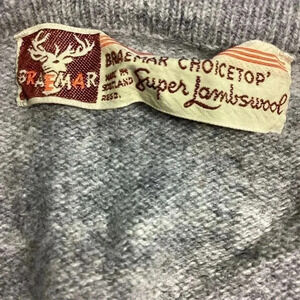 BRAEMAR
BRAEMAR CHOICETOP'
MADE IN
SCOTLAND
REGD.
Super Lambswool